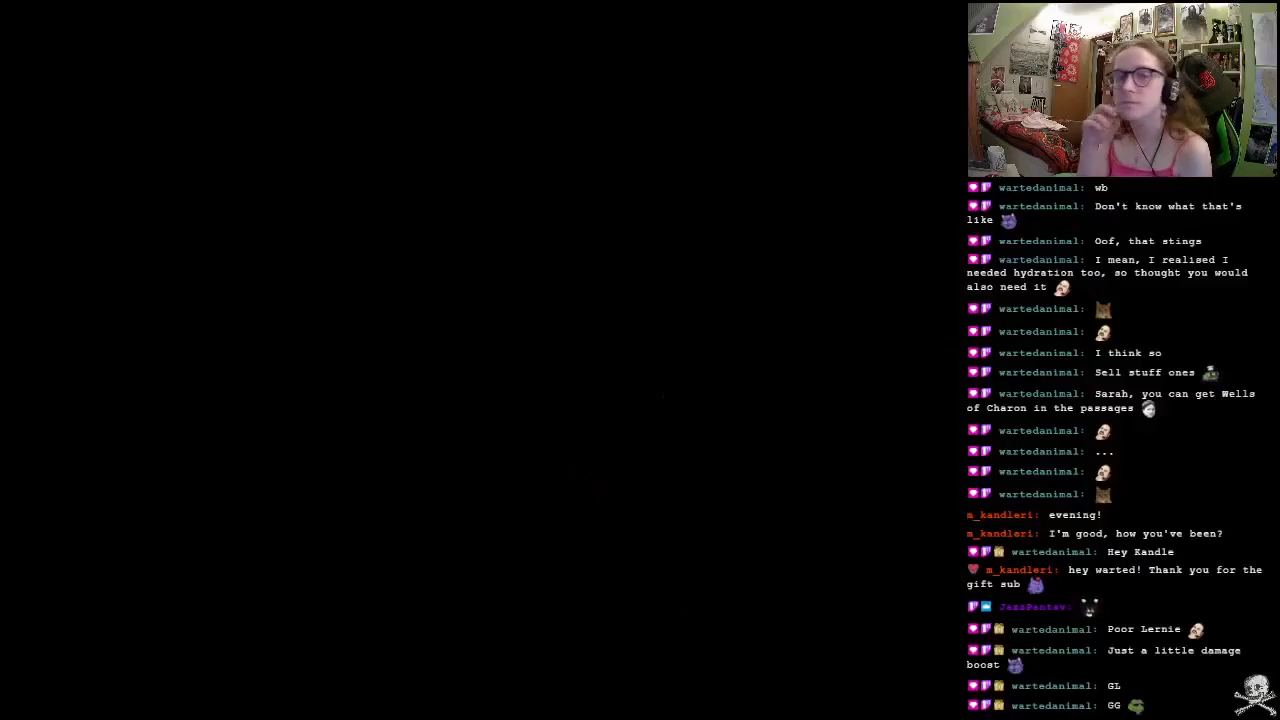 wartedanimal: wb
wartedanimal: Don't know what that's
like
wartedanimal: Oof, that stings
wartedanimal: I mean, I realised I
needed hydration too, so thought you would
also need it
wartedanimal:
wartedanimal:
wartedanimal: I think so
wartedanimal: Sell stuff ones
wartedanimal: Sarah, you can get Wells
of Charon in the passages
wartedanimal:
wartedanimal: ...
wartedanimal:
wartedanimal:
m_kandleri: evening!
m_kandleri: I'm good, how you've been?
wartedanimal: Hey Kandle
m_kandleri: hey warted! Thank you for the
gift sub
JazzPantsv:
wartedanimal: Poor Lernie
wartedanimal: Just a little damage
boost
wartedanimal: GL
wartedanimal: GG